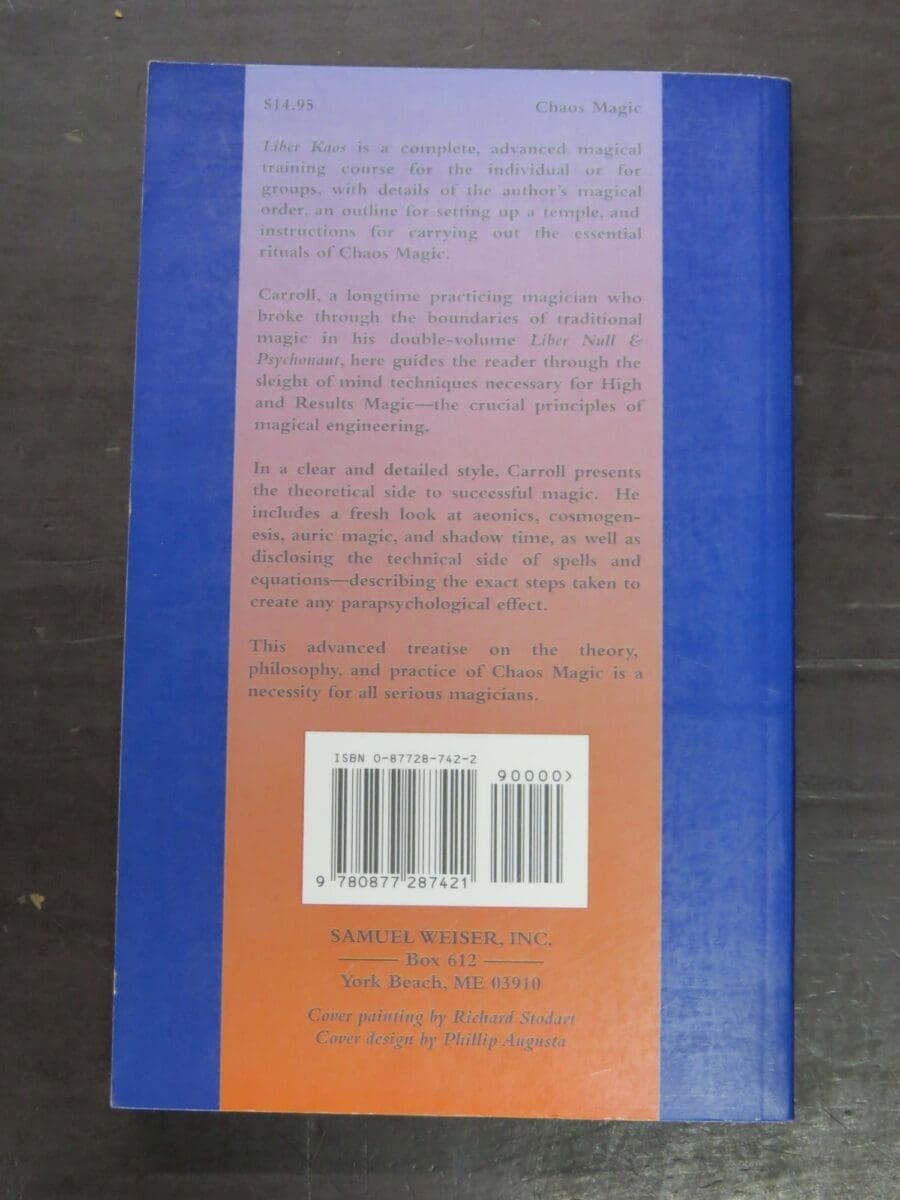 $14.95
Chaos Magic
Liber Kaos is a complete, advanced magical
training course for the individual or for
groups, with details of the author's magical
order, an outline for setting up a temple, and
instructions for carrying out the essential
rituals of Chaos Magic.
Carroll, a longtime practicing magician who
broke through the boundaries of traditional
magic in his double-volume Liber Null &
Psychonaut, here guides the reader through the
sleight of mind techniques necessary for High
and Results Magic—the crucial principles of
magical engineering.
In a clear and detailed style, Carroll presents
the theoretical side to successful magic. He
includes a fresh look at aeonics, cosmogen-
esis, auric magic, and shadow time, as well as
disclosing the technical side of spells and
equations—describing the exact steps taken to
create any parapsychological effect.
This advanced treatise on the theory,
philosophy, and practice of Chaos Magic is a
necessity for all serious magicians.
ISBN 0-87728-742-2
90000>
9 780877 287421
SAMUEL WEISER, INC.
Box 612
York Beach, ME 03910
Cover painting by Richard Stodart
Cover design by Phillip Augusta